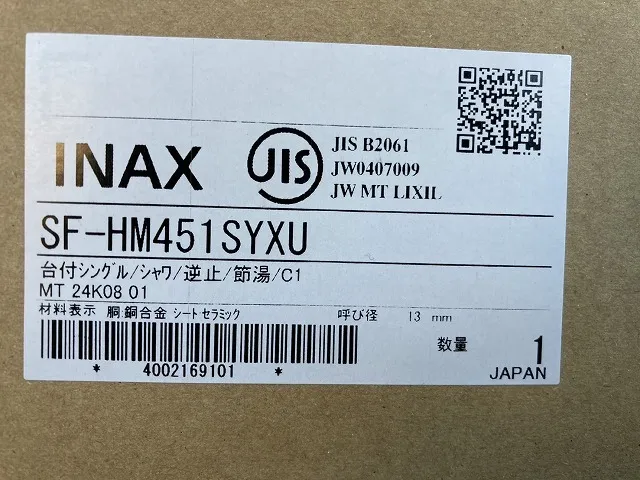 INAX
JIS
JIS B2061
JW0407009
JW MT LIXIL
SF-HM451SYXU
台付シングル/シャワ/逆止/節湯/C1
MT 24K08 01
材料表示 胴:銅合金 シートセラミック 呼び径 13 mm
* 4002169101 *
数量 1
JAPAN